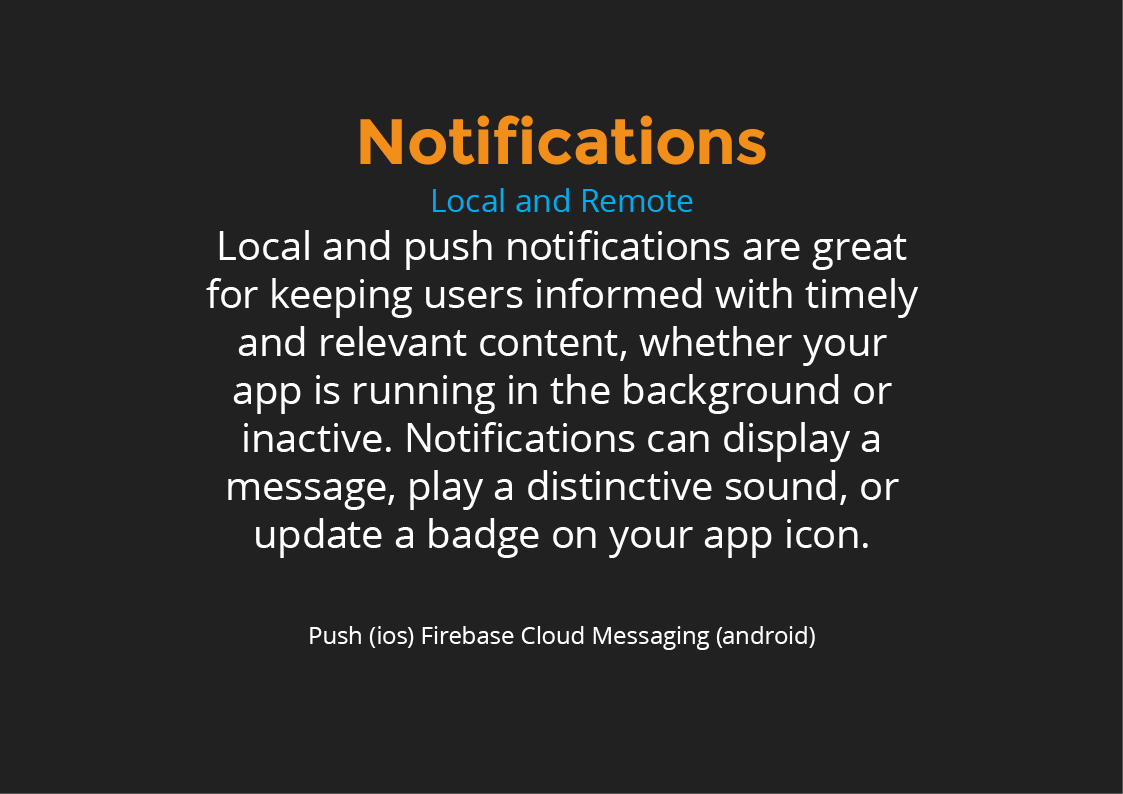 Notifications
Local and Remote
Local and push notifications are great
for keeping users informed with timely
and relevant content, whether your
app is running in the background or
inactive. Notifications can display a
message, play a distinctive sound, or
update a badge on your app icon.
Push (ios) Firebase Cloud Messaging (android)